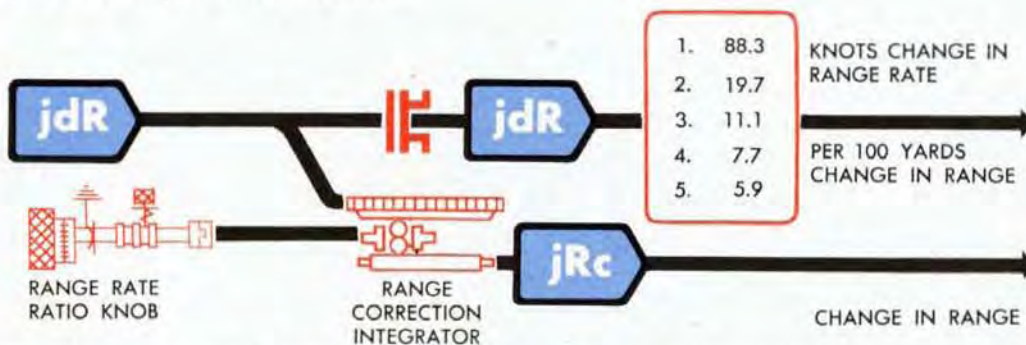 jdR
jdR
1. 88.3
2. 19.7
3. 11.1
4. 7.7
5. 5.9
KNOTS CHANGE IN
RANGE RATE
PER 100 YARDS
CHANGE IN RANGE
RANGE RATE
RATIO KNOB
RANGE
CORRECTION
INTEGRATOR
jRc
CHANGE IN RANGE